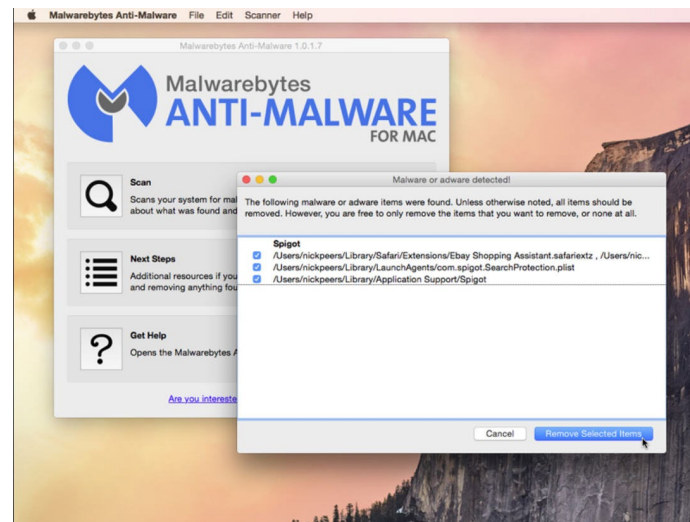 Malwarebytes Anti-Malware File Edit Scanner Help
Malwarebytes Anti-Malware 1.0.1.7
Malwarebytes
ANTI-MALWARE
FOR MAC
Scan
Scans your system for mal
about what was found and
Next Steps
Additional resources if you
and removing anything fou
Get Help
Opens the Malwarebytes A
Are you intereste
Malware or adware detected!
The following malware or adware items were found. Unless otherwise noted, all items should be
removed. However, you are free to only remove the items that you want to remove, or none at all.
Spigot
/Users/nickpeers/Library/Safari/Extensions/Ebay Shopping Assistant.safariextz , /Users/nic...
/Users/nickpeers/Library/LaunchAgents/com.spigot.SearchProtection.plist
/Users/nickpeers/Library/Application Support/Spigot
Cancel Remove Selected Items